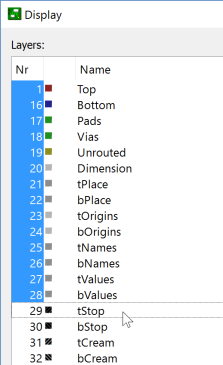 Display
Layers:
Nr Name
1 Top
16 Bottom
17 Pads
18 Vias
19 Unrouted
20 Dimension
21 tPlace
22 bPlace
23 tOrigins
24 bOrigins
25 tNames
26 bNames
27 tValues
28 bValues
29 tStop
30 bStop
31 tCream
32 bCream